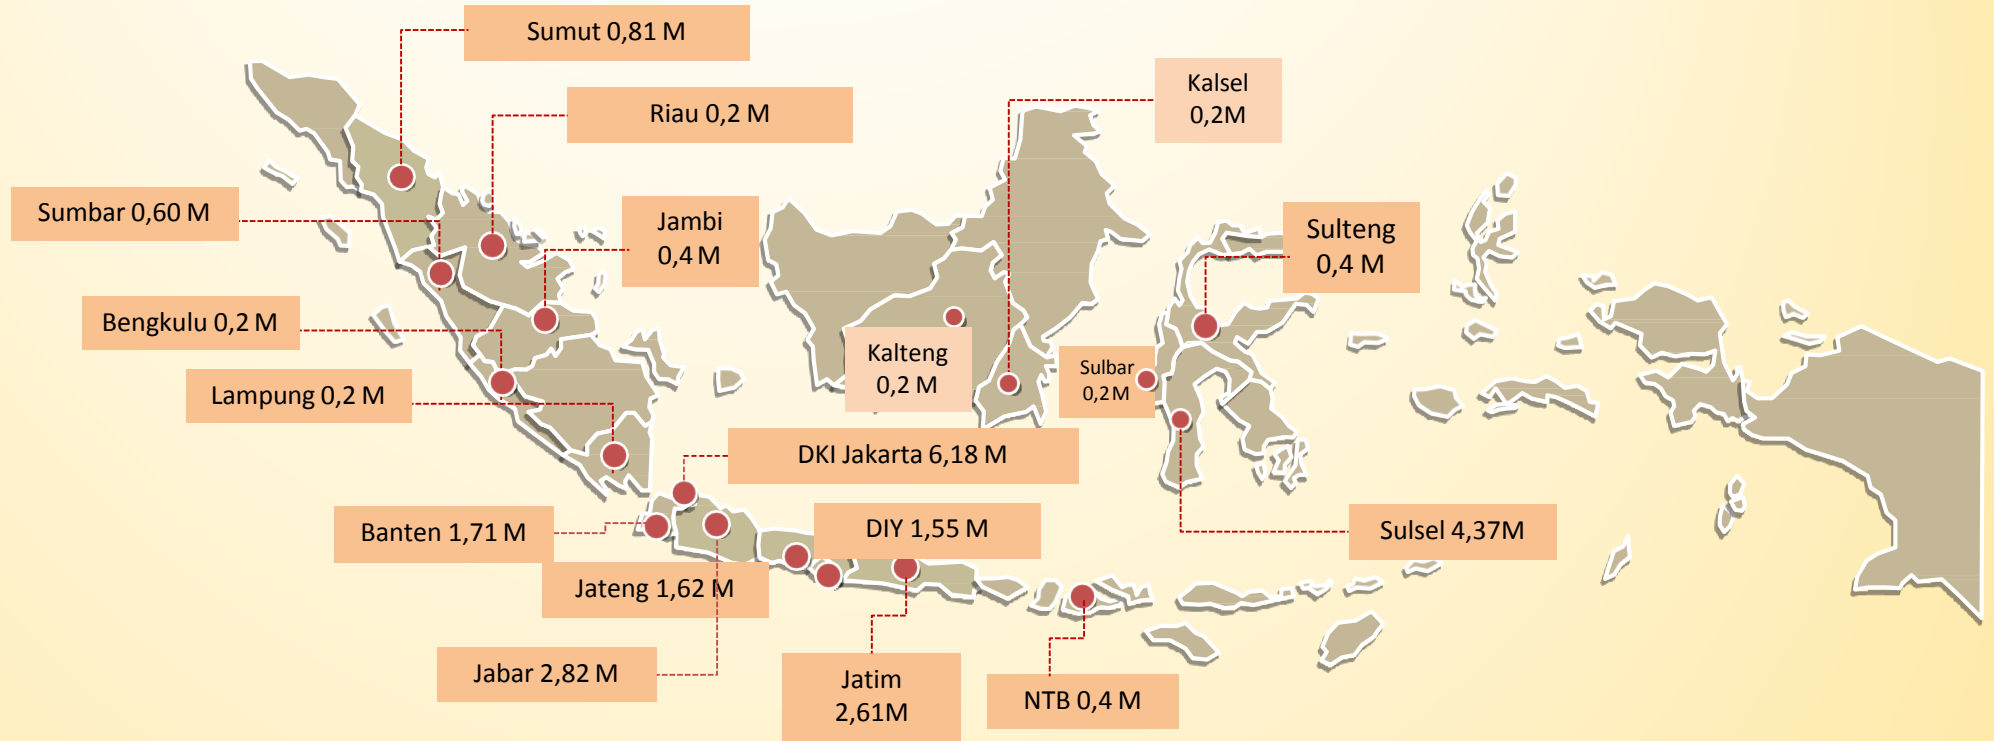 Sumut 0,81 M
Riau 0,2 M
Kalsel
0,2M
Sumbar 0,60 M
Jambi
0,4 M
Sulteng
0,4 M
Bengkulu 0,2 M
Kalteng
0,2 M
Sulbar
0,2 M
Lampung 0,2 M
DKI Jakarta 6,18 M
Banten 1,71 M
DIY 1,55 M
Sulsel 4,37M
Jateng 1,62 M
Jabar 2,82 M
Jatim
2,61M
NTB 0,4 M